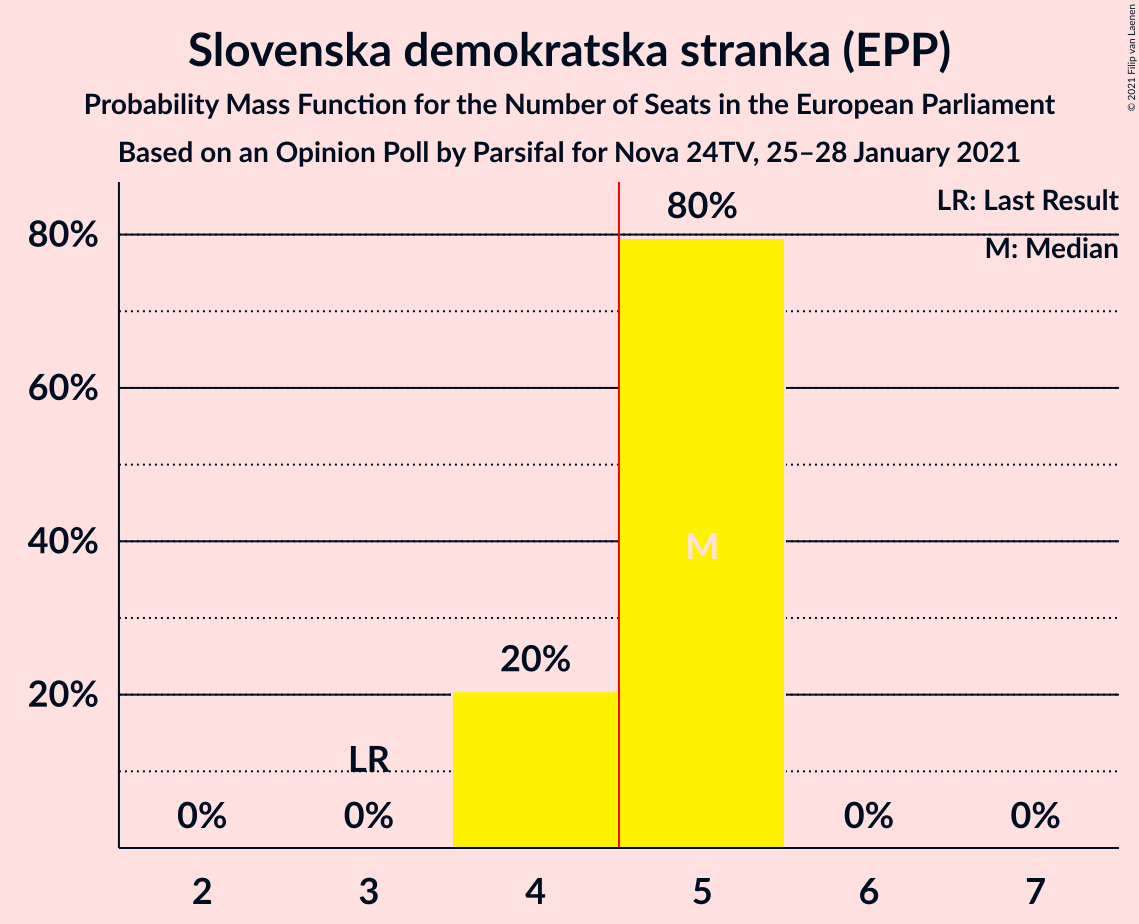 Slovenska demokratska stranka (EPP)
Probability Mass Function for the Number of Seats in the European Parliament
Based on an Opinion Poll by Parsifal for Nova 24TV, 25–28 January 2021
© 2021 Filip van Laenen
LR: Last Result
M: Median
80%
60%
40%
20%
0%
LR
0%
20%
80%
M
0%
0%
2
3
4
5
6
7